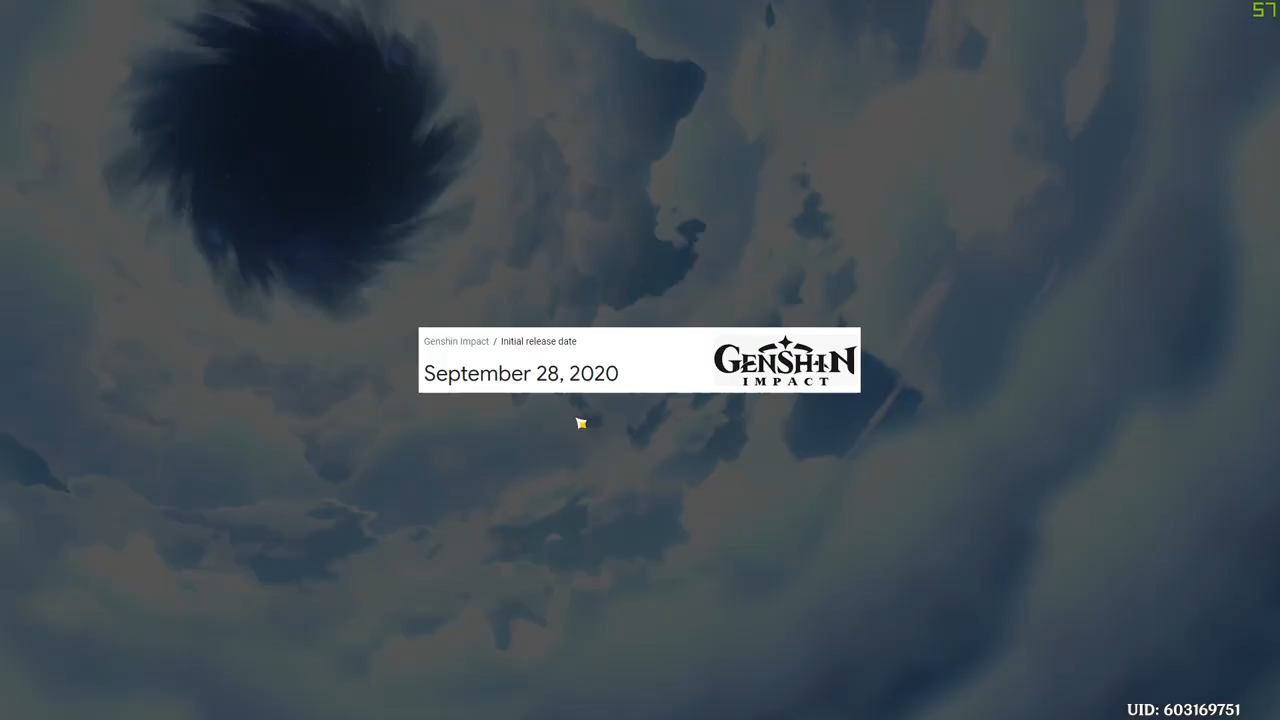 57
Genshin Impact / Initial release date
September 28, 2020
GENSHIN
IMPACT
UID: 603169751